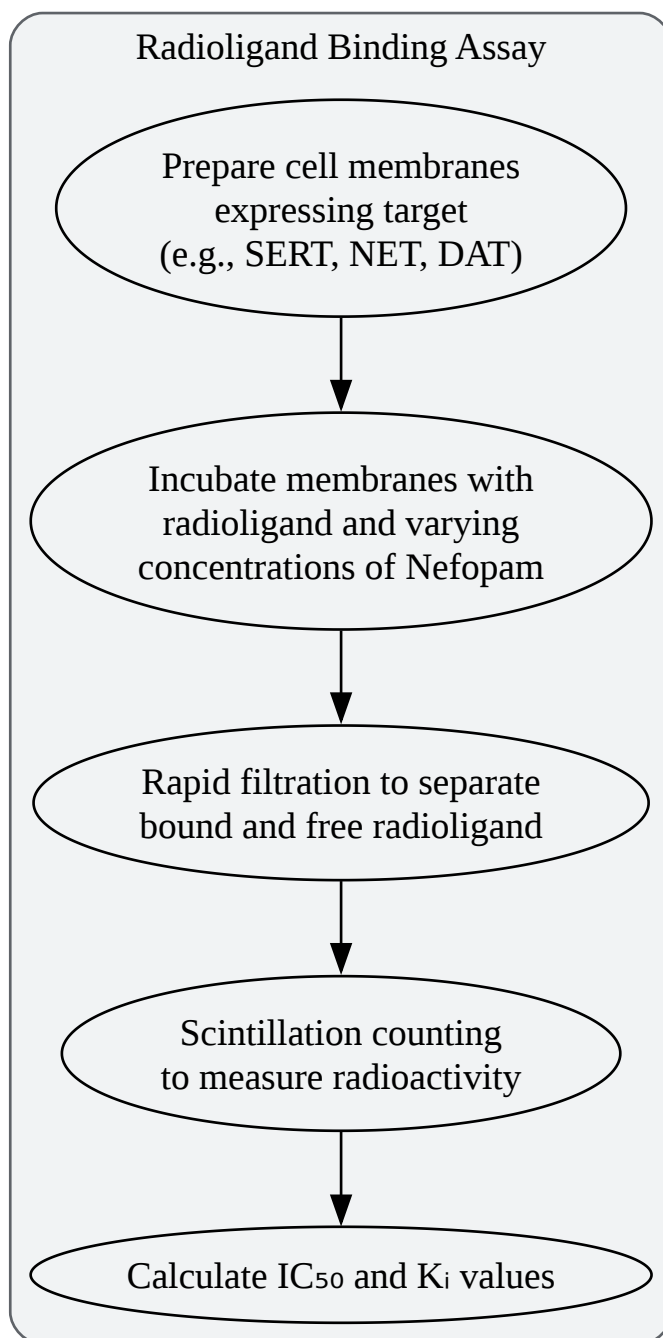 Radioligand Binding Assay
Prepare cell membranes
expressing target
(e.g., SERT, NET, DAT)
Incubate membranes with
radioligand and varying
concentrations of Nefopam
Rapid filtration to separate
bound and free radioligand
Scintillation counting
to measure radioactivity
Calculate IC₅₀ and Kᵢ values